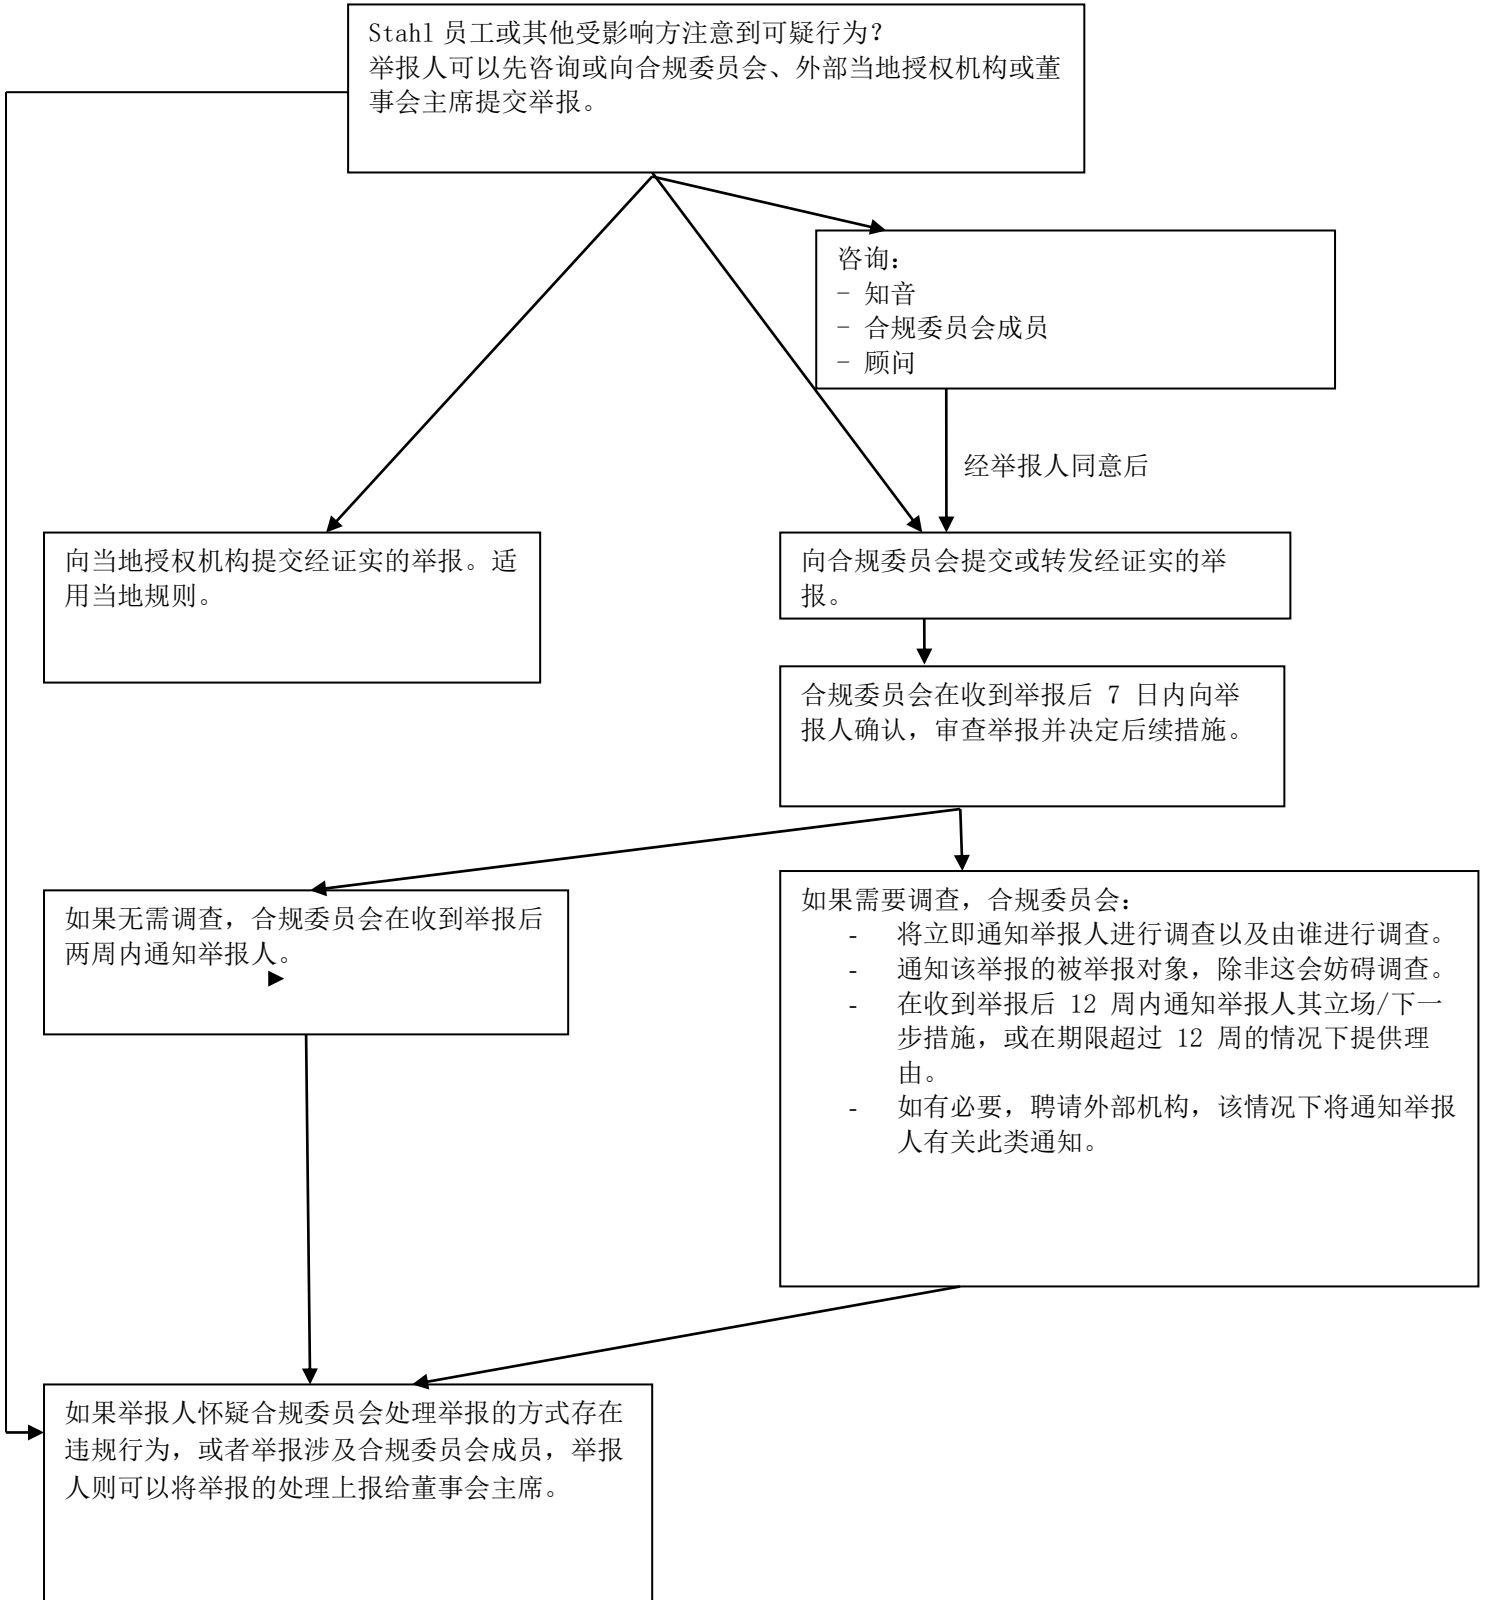 Stahl 员工或其他受影响方注意到可疑行为？
举报人可以先咨询或向合规委员会、外部当地授权机构或董
事会主席提交举报。
咨询：
- 知音
- 合规委员会成员
- 顾问
经举报人同意后
向当地授权机构提交经证实的举报。适
用当地规则。
向合规委员会提交或转发经证实的举
报。
合规委员会在收到举报后 7 日内向举
报人确认，审查举报并决定后续措施。
如果无需调查，合规委员会在收到举报后
两周内通知举报人。
如果需要调查，合规委员会：
- 将立即通知举报人进行调查以及由谁进行调查。
- 通知该举报的被举报对象，除非这会妨碍调查。
- 在收到举报后 12 周内通知举报人其立场/下一
步措施，或在期限超过 12 周的情况下提供理
由。
- 如有必要，聘请外部机构，该情况下将通知举报
人有关此类通知。
如果举报人怀疑合规委员会处理举报的方式存在
违规行为，或者举报涉及合规委员会成员，举报
人则可以将举报的处理上报给董事会主席。